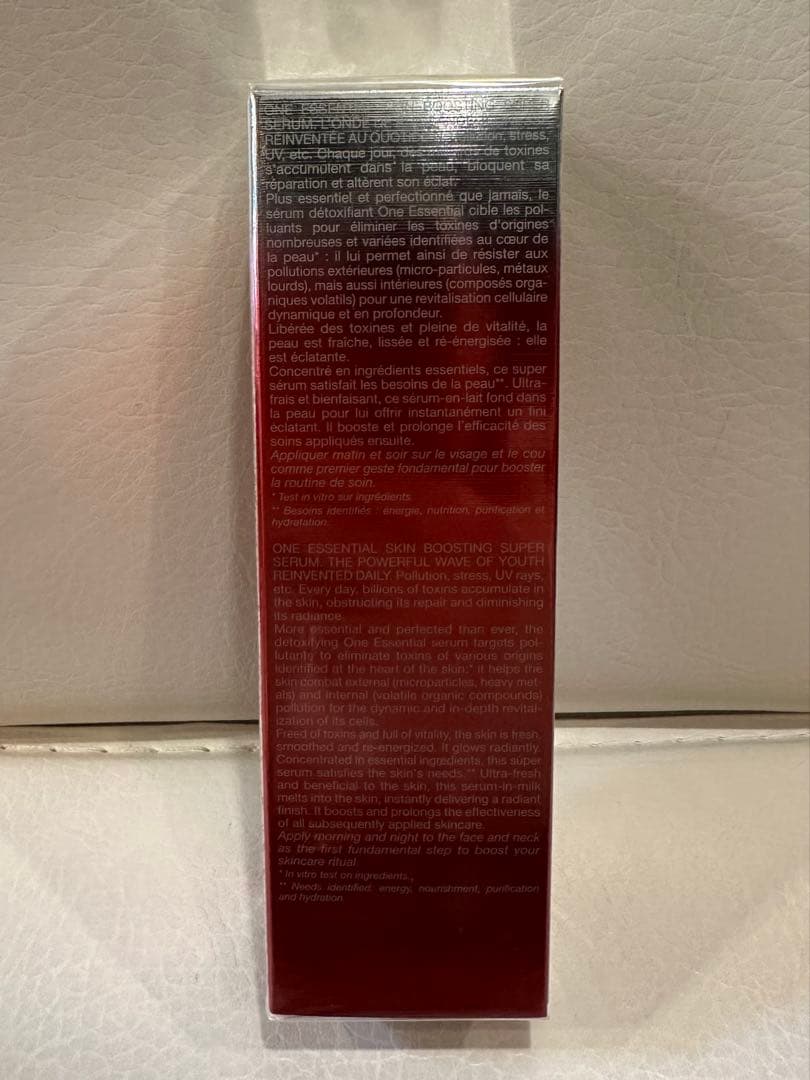 ONE ESSENTIAL SKIN BOOSTING
SERUM. L'ONDE DE
RÉINVENTÉE AU QUOTIDIEN. stress,
UV, etc. Chaque jour, des de toxines
s'accumulent dans la peau, bloquent sa
réparation et altèrent son éclat.
Plus essentiel et perfectionné que jamais, le
sérum détoxifiant One Essential cible les pol-
luants pour éliminer les toxines d'origines
nombreuses et variées identifiées au cœur de
la peau* : il lui permet ainsi de résister aux
pollutions extérieures (micro-particules, métaux
lourds), mais aussi intérieures (composés orga-
niques volatils) pour une revitalisation cellulaire
dynamique et en profondeur.
Libérée des toxines et pleine de vitalité, la
peau est fraîche, lissée et ré-énergisée : elle
est éclatante.
Concentré en ingrédients essentiels, ce super
sérum satisfait les besoins de la peau**. Ultra-
frais et bienfaisant, ce sérum-en-lait fond dans
la peau pour lui offrir instantanément un fini
éclatant. Il booste et prolonge l'efficacité des
soins appliqués ensuite.
Appliquer matin et soir sur le visage et le cou
comme premier geste fondamental pour booster
la routine de soin.
* Test in vitro sur ingrédients.
** Besoins identifiés : énergie, nutrition, purification et
hydratation.
ONE ESSENTIAL SKIN BOOSTING SUPER
SERUM. THE POWERFUL WAVE OF YOUTH
REINVENTED DAILY. Pollution, stress, UV rays,
etc. Every day, billions of toxins accumulate in
the skin, obstructing its repair and diminishing
its radiance.
More essential and perfected than ever, the
detoxifying One Essential serum targets pol-
lutants to eliminate toxins of various origins
identified at the heart of the skin:* it helps the
skin combat external (microparticles, heavy met-
als) and internal (volatile organic compounds)
pollution for the dynamic and in-depth revital-
ization of its cells.
Freed of toxins and full of vitality, the skin is fresh,
smoothed and re-energized. It glows radiantly.
Concentrated in essential ingredients, this super
serum satisfies the skin's needs.** Ultra-fresh
and beneficial to the skin, this serum-in-milk
melts into the skin, instantly delivering a radiant
finish. It boosts and prolongs the effectiveness
of all subsequently applied skincare.
Apply morning and night to the face and neck
as the first fundamental step to boost your
skincare ritual.
* In vitro test on ingredients.
** Needs identified: energy, nourishment, purification
and hydration.